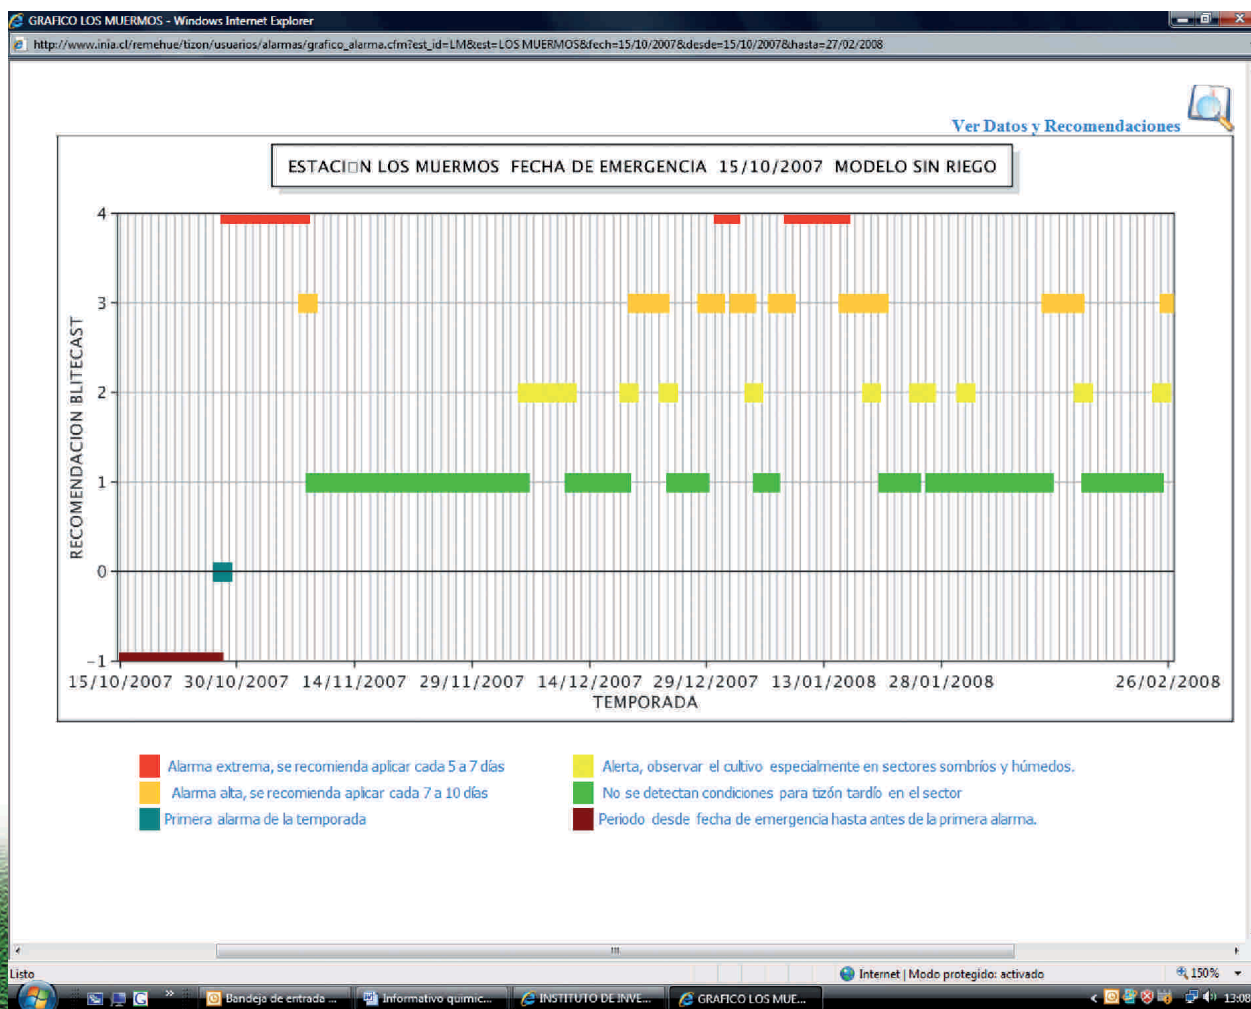 GRAFICO LOS MUERMOS - Windows Internet Explorer
http://www.inia.cl/remehue/tizon/usuarios/alarmas/grafico_alarma.cfm?est_id=LM&est=LOS MUERMOS&fech=15/10/2007&desde=15/10/2007&hasta=27/02/2008
Ver Datos y Recomendaciones
ESTACI□N LOS MUERMOS FECHA DE EMERGENCIA 15/10/2007 MODELO SIN RIEGO
RECOMENDACION BLITECAST
4
3
2
1
0
-1
15/10/2007 30/10/2007 14/11/2007 29/11/2007 14/12/2007 29/12/2007 13/01/2008 28/01/2008 26/02/2008
TEMPORADA
Alarma extrema, se recomienda aplicar cada 5 a 7 días
Alarma alta, se recomienda aplicar cada 7 a 10 días
Primera alarma de la temporada
Alerta, observar el cultivo especialmente en sectores sombríos y húmedos.
No se detectan condiciones para tizón tardío en el sector
Periodo desde fecha de emergencia hasta antes de la primera alarma.
Listo
Internet | Modo protegido: activado
150%
Bandeja de entrada ...
Informativo quimic...
INSTITUTO DE INVE...
GRAFICO LOS MUE...
13:08